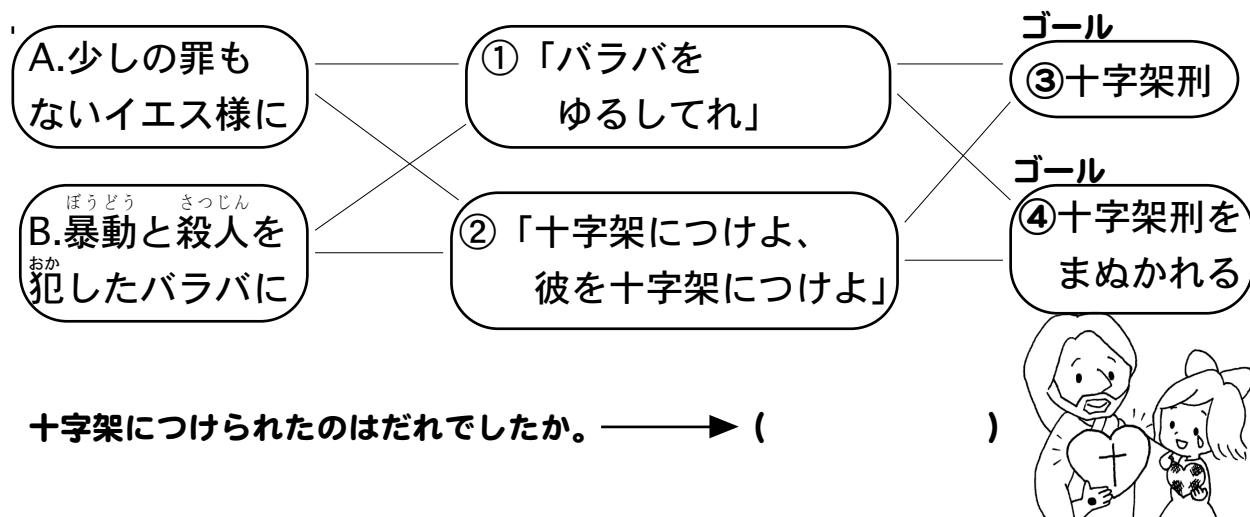 A.少しの罪も
ないイエス様に
B.暴動と殺人を
ぼうどう さつじん
犯したバラバに
おか
①「バラバを
ゆるしてれ」
②「十字架につけよ、
彼を十字架につけよ」
ゴール
③十字架刑
ゴール
④十字架刑を
まぬかれる
十字架につけられたのはだれでしたか。 ( )